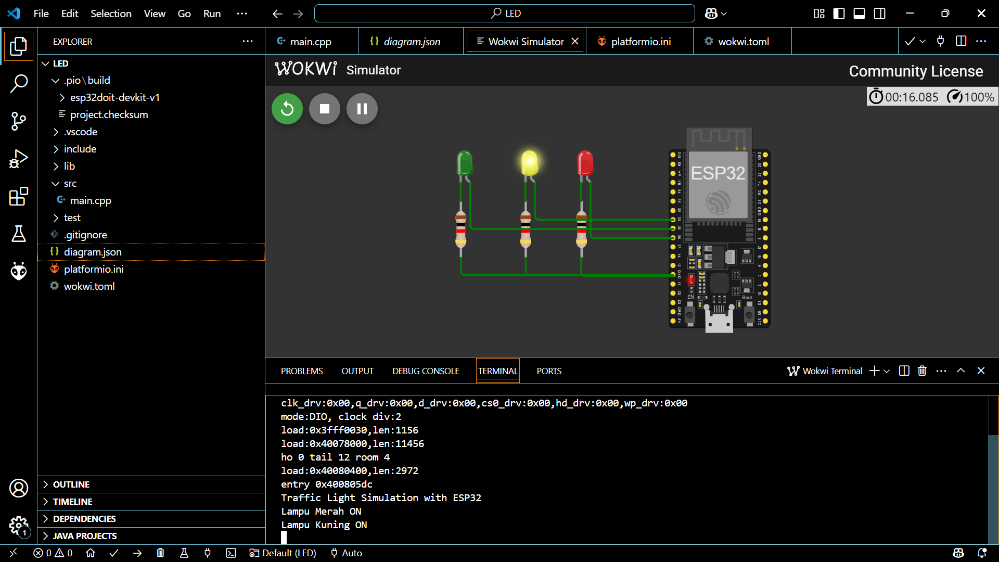 File Edit Selection View Go Run ··· LED
EXPLORER ···
main.cpp diagram.json Wokwi Simulator platformio.ini wokwi.toml
LED
.pio\build
esp32doit-devkit-v1
project.checksum
.vscode
include
lib
src
main.cpp
test
.gitignore
diagram.json
platformio.ini
wokwi.toml
OUTLINE
TIMELINE
DEPENDENCIES
JAVA PROJECTS
WOKWI Simulator Community License
00:16.085 100%
ESP32
EN Boot
PROBLEMS OUTPUT DEBUG CONSOLE TERMINAL PORTS Wokwi Terminal
clk_drv:0x00,q_drv:0x00,d_drv:0x00,cs0_drv:0x00,hd_drv:0x00,wp_drv:0x00
mode:DIO, clock div:2
load:0x3fff0030,len:1156
load:0x40078000,len:11456
ho 0 tail 12 room 4
load:0x40080400,len:2972
entry 0x400805dc
Traffic Light Simulation with ESP32
Lampu Merah ON
Lampu Kuning ON
1
0 0 Default (LED) Auto